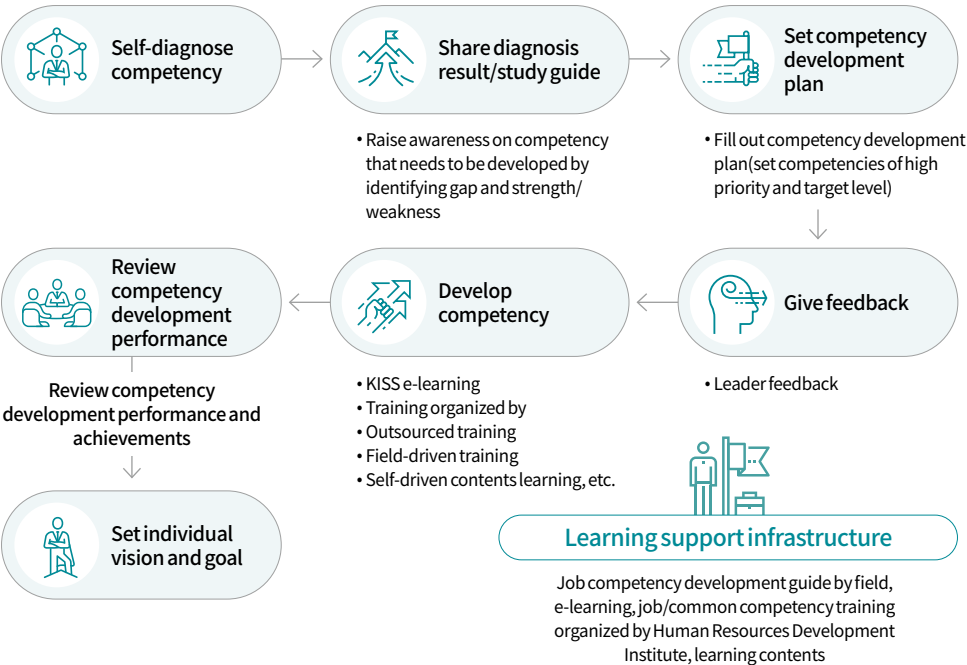 Self-diagnose
competency
Share diagnosis
result/study guide
Set competency
development
plan
• Raise awareness on competency
that needs to be developed by
identifying gap and strength/
weakness
• Fill out competency development
plan(set competencies of high
priority and target level)
Give feedback
• Leader feedback
Develop
competency
• KISS e-learning
• Training organized by
• Outsourced training
• Field-driven training
• Self-driven contents learning, etc.
Review
competency
development
performance
Review competency
development performance and
achievements
Set individual
vision and goal
Learning support infrastructure
Job competency development guide by field,
e-learning, job/common competency training
organized by Human Resources Development
Institute, learning contents